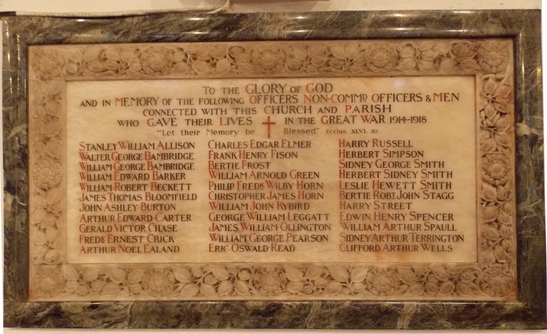 TO THE GLORY OF GOD
AND IN MEMORY OF THE FOLLOWING OFFICERS NON-COMMD OFFICERS & MEN
CONNECTED WITH THIS CHURCH AND PARISH
WHO GAVE THEIR LIVES IN THE GREAT WAR 1914-1918
"Let their Memory be Blessed" Ecclus. XLVI. XI.
STANLEY WILLIAM ALLISON
WALTER GEORGE BAMBRIDGE
WILLIAM GEORGE BAMBRIDGE
WILLIAM EDWARD BARKER
WILLIAM ROBERT BECKETT
JAMES THOMAS BLOOMFIELD
JOHN ASHLEY BURTON
ARTHUR EDWARD CARTER
GERALD VICTOR CHASE
FREDK ERNEST CRICK
ARTHUR NOEL EALAND
CHARLES EDGAR ELMER
FRANK HENRY FISON
BERTIE FROST
WILLIAM ARNOLD GREEN
PHILIP FREDK WILBY HORN
CHRISTOPHER JAMES HORN
WILLIAM JOHN HYBIRD
GEORGE WILLIAM LEGGATT
JAMES WILLIAM OLLINGTON
WILLIAM GEORGE PEARSON
ERIC OSWALD READ
HARRY RUSSELL
HERBERT SIMPSON
SIDNEY GEORGE SMITH
HERBERT SIDNEY SMITH
LESLIE HEWETT SMITH
BERTIE ROBT JOHN STAGG
HARRY STREET
EDWIN HENRY SPENCER
WILLIAM ARTHUR SPAULL
SIDNEY ARTHUR TERRINGTON
CLIFFORD ARTHUR WELLS